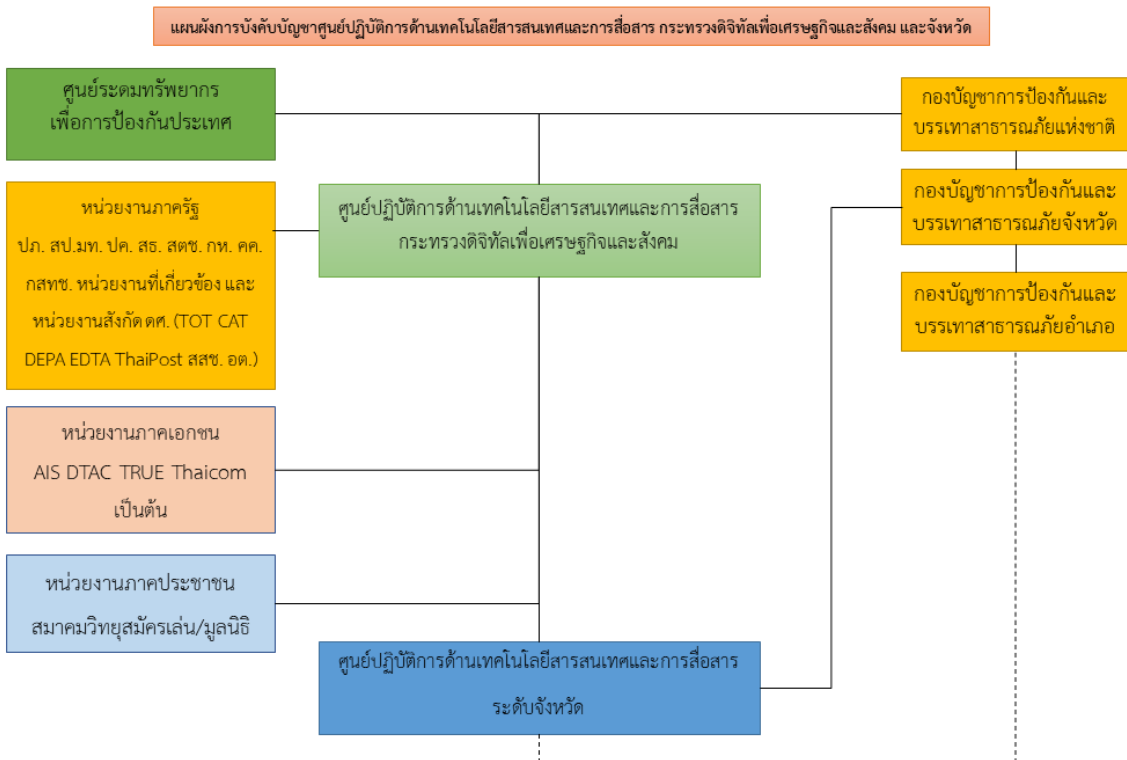 แผนผังการบังคับบัญชาศูนย์ปฏิบัติการด้านเทคโนโลยีสารสนเทศและการสื่อสาร กระทรวงดิจิทัลเพื่อเศรษฐกิจและสังคม และจังหวัด
ศูนย์ระดมทรัพยากร
เพื่อการป้องกันประเทศ
กองบัญชาการป้องกันและ
บรรเทาสาธารณภัยแห่งชาติ
หน่วยงานภาครัฐ
ปภ. สป.มท. ปค. สธ. สตช. กห. คค.
กสทช. หน่วยงานที่เกี่ยวข้อง และ
หน่วยงานสังกัด ดศ. (TOT CAT
DEPA EDTA ThaiPost สสช. อต.)
ศูนย์ปฏิบัติการด้านเทคโนโลยีสารสนเทศและการสื่อสาร
กระทรวงดิจิทัลเพื่อเศรษฐกิจและสังคม
กองบัญชาการป้องกันและ
บรรเทาสาธารณภัยจังหวัด
กองบัญชาการป้องกันและ
บรรเทาสาธารณภัยอำเภอ
หน่วยงานภาคเอกชน
AIS DTAC TRUE Thaicom
เป็นต้น
หน่วยงานภาคประชาชน
สมาคมวิทยุสมัครเล่น/มูลนิธิ
ศูนย์ปฏิบัติการด้านเทคโนโลยีสารสนเทศและการสื่อสาร
ระดับจังหวัด